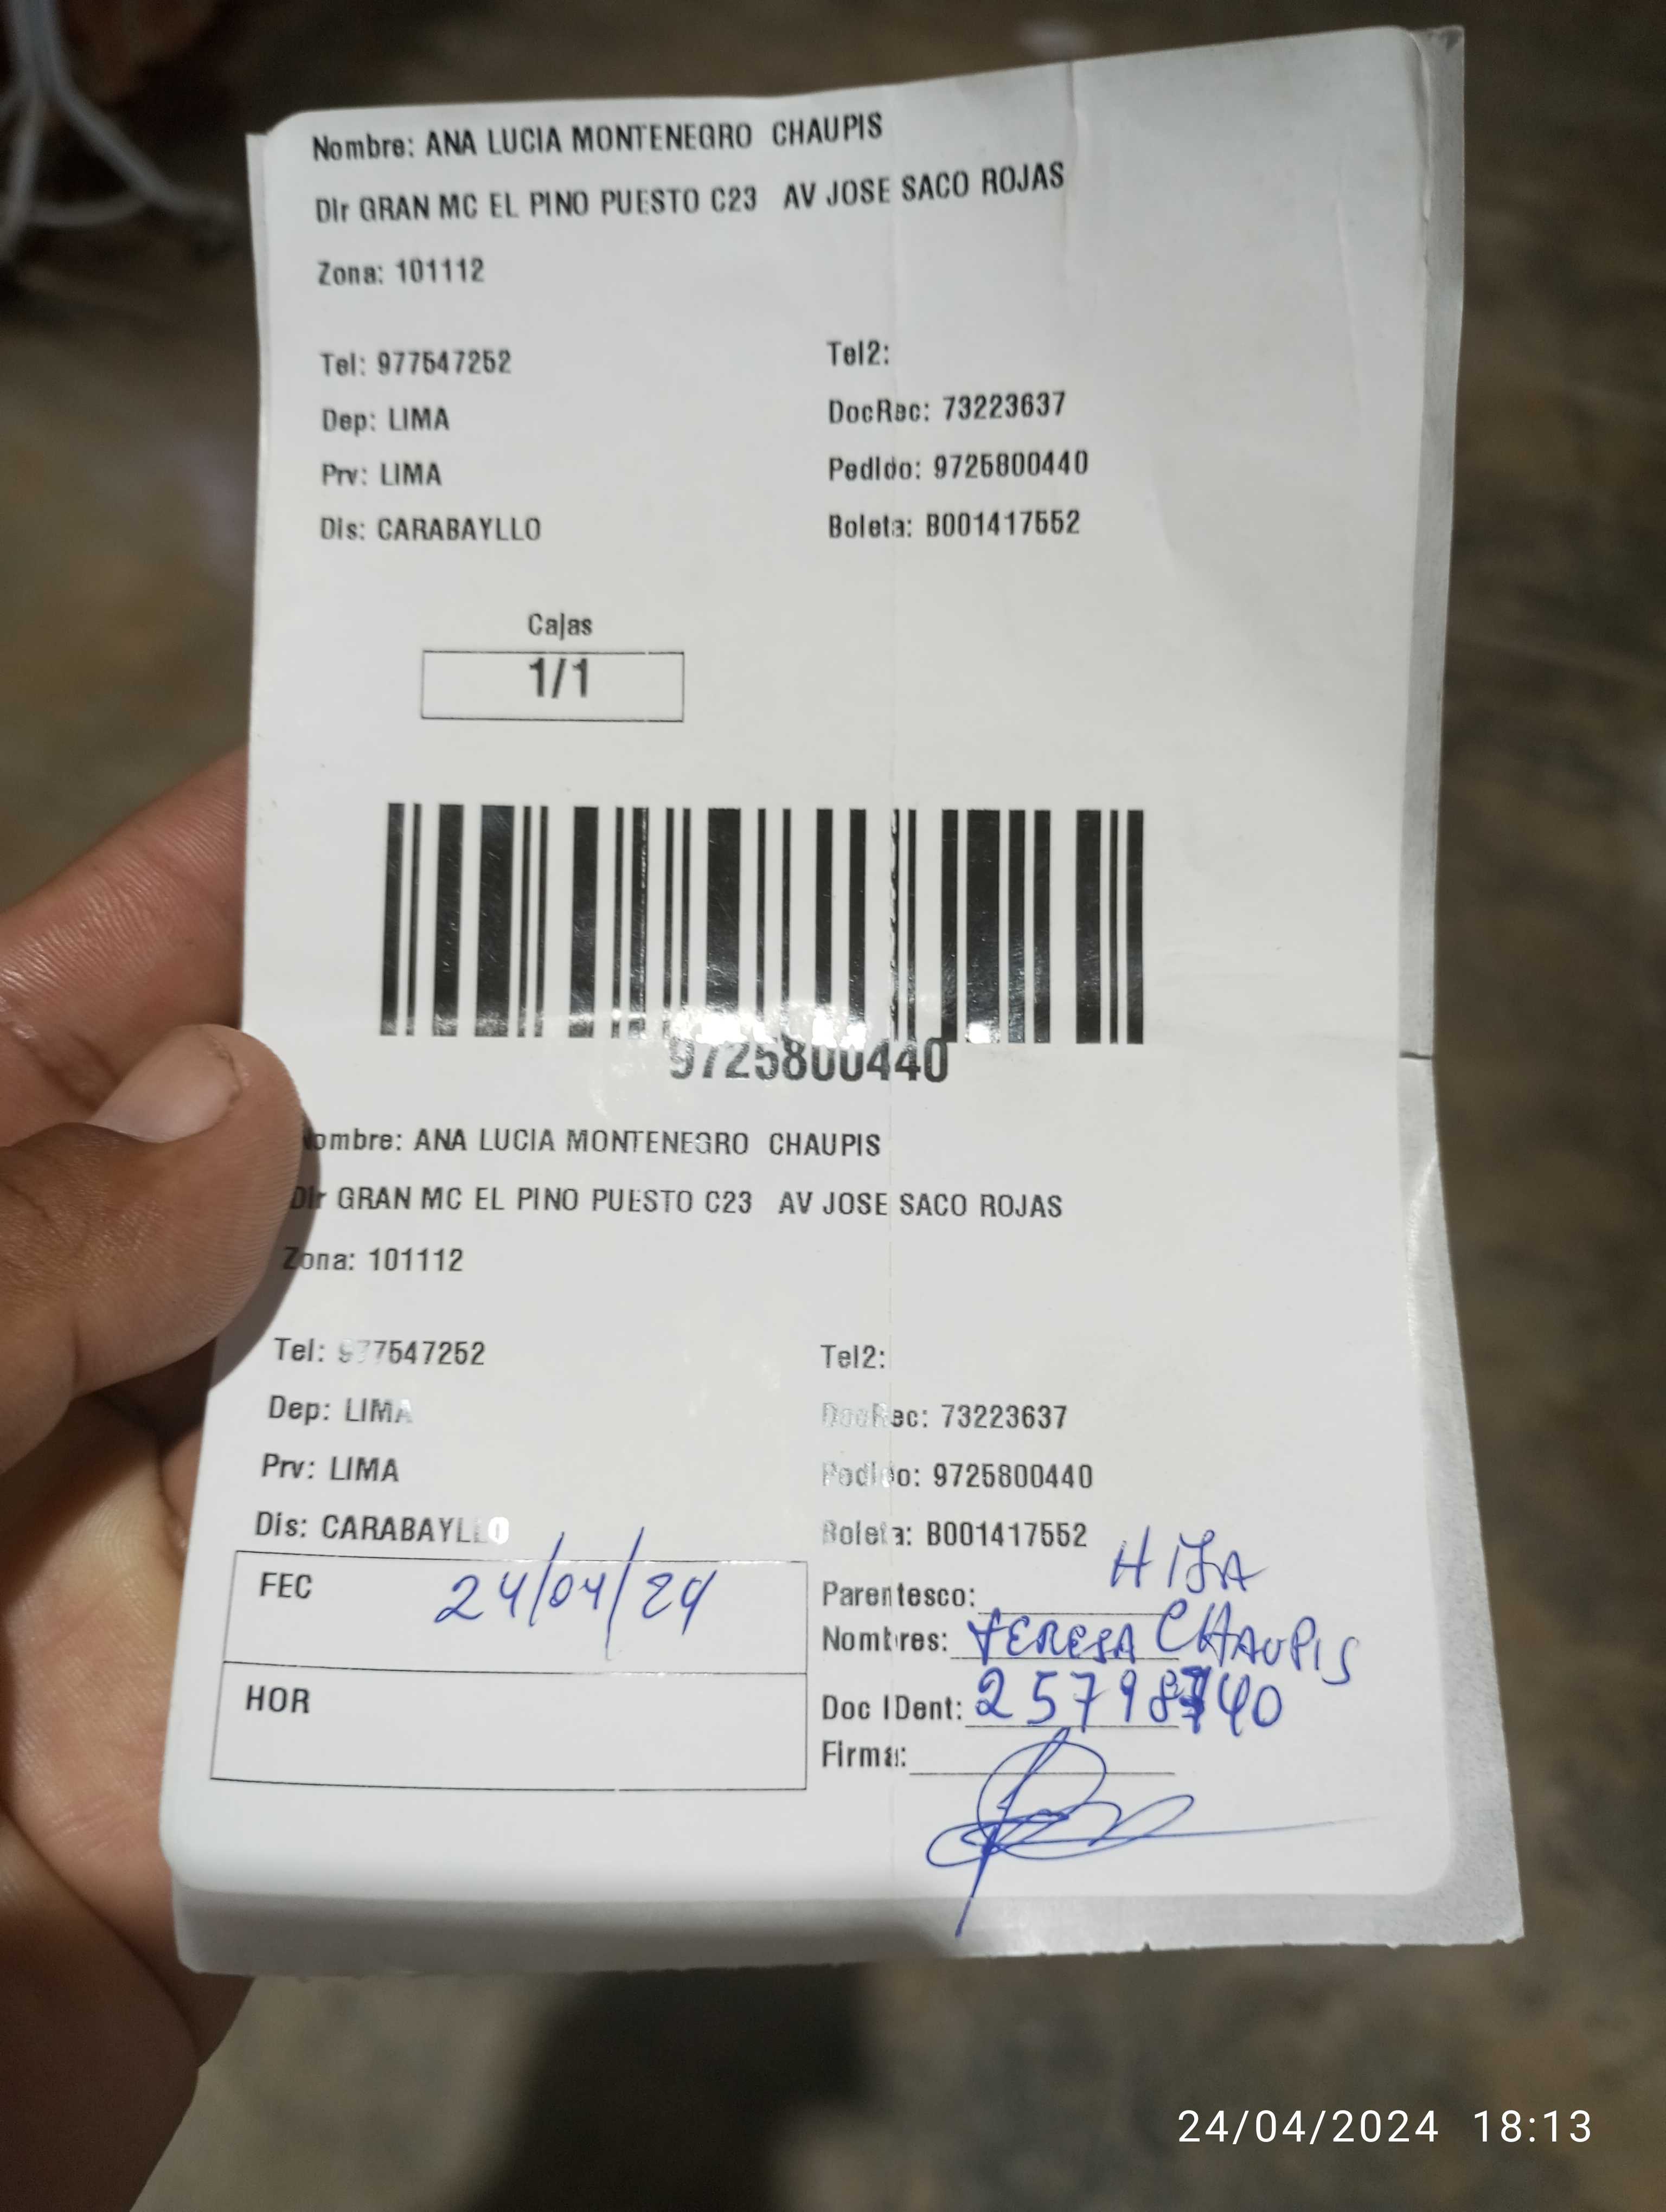 Nombre: ANA LUCIA MONTENEGRO CHAUPIS
Dir GRAN MC EL PINO PUESTO C23 AV JOSE SACO ROJAS
Zona: 101112
Tel: 977547252 Tel2:
Dep: LIMA DocRec: 73223637
Prv: LIMA Pedido: 9725800440
Dis: CARABAYLLO Boleta: B001417552
Cajas
1/1
9725800440
Nombre: ANA LUCIA MONTENEGRO CHAUPIS
Dir GRAN MC EL PINO PUESTO C23 AV JOSE SACO ROJAS
Zona: 101112
Tel: 977547252 Tel2:
Dep: LIMA DocRec: 73223637
Prv: LIMA Pedido: 9725800440
Dis: CARABAYLLO Boleta: B001417552
FEC 24/04/24 Parentesco: HIJA
Nombres: TERESA CHAUPIS
HOR Doc IDent: 25798740
Firma:
24/04/2024 18:13